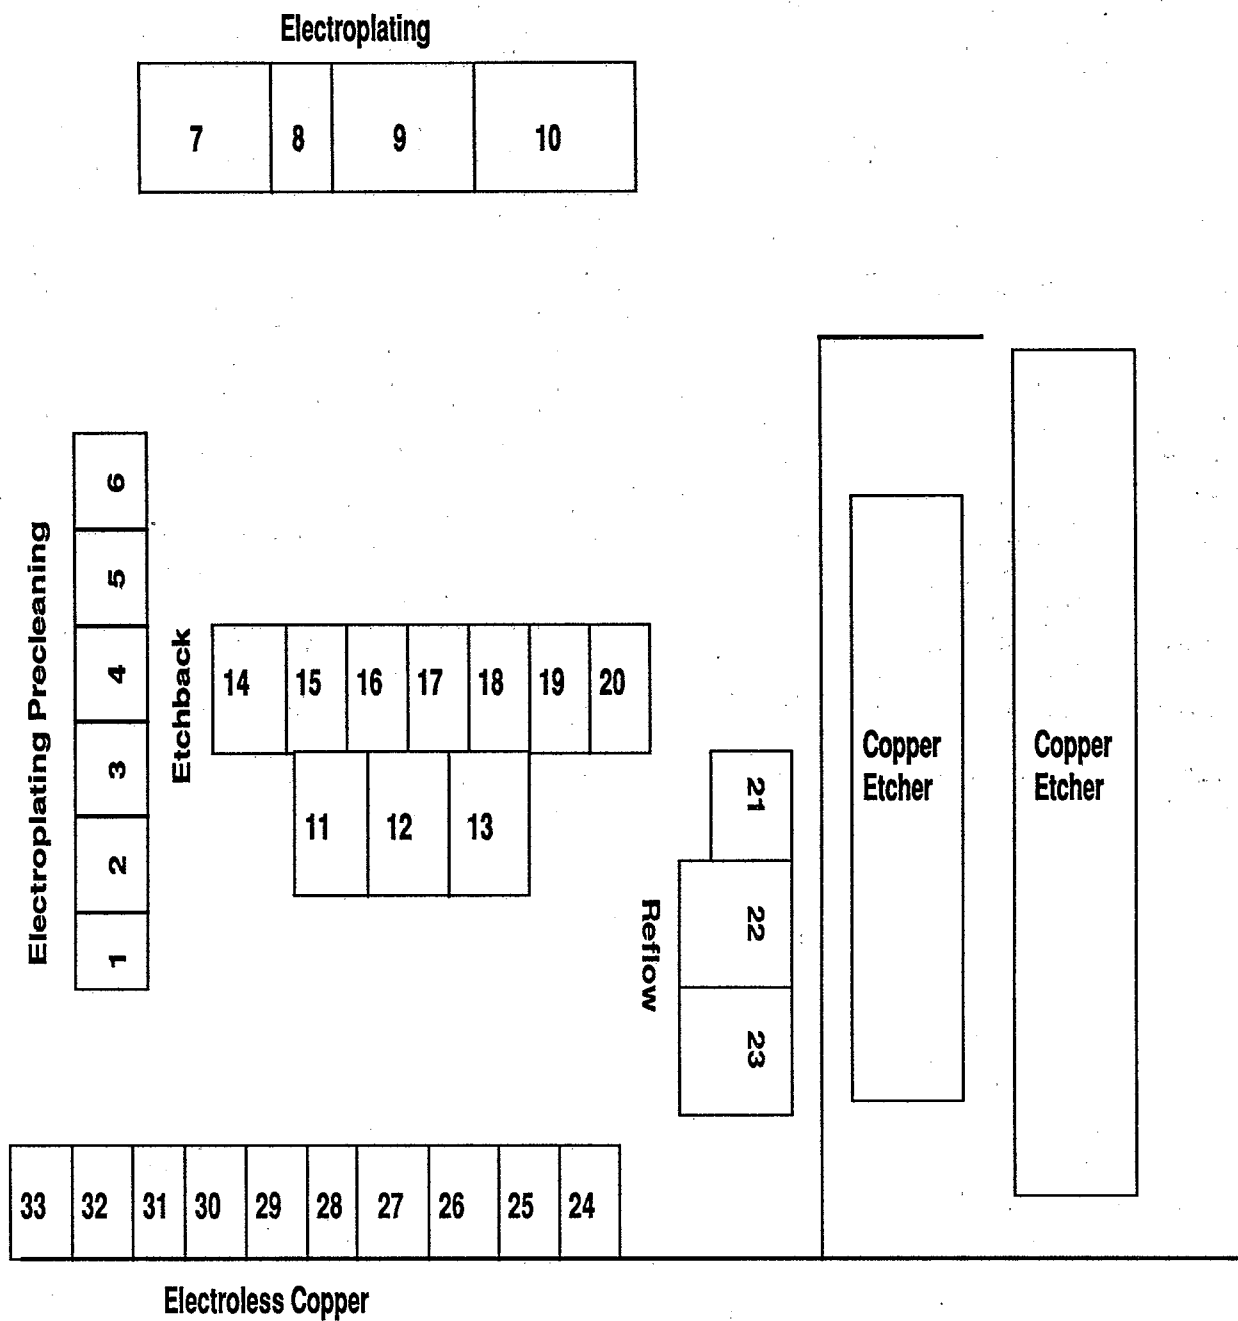 Electroplating
7 8 9 10
Electroplating Precleaning
6
5
4
3
2
1
Etchback
14 15 16 17 18 19 20
11 12 13
Reflow
21
22
23
Copper
Etcher
Copper
Etcher
33 32 31 30 29 28 27 26 25 24
Electroless Copper